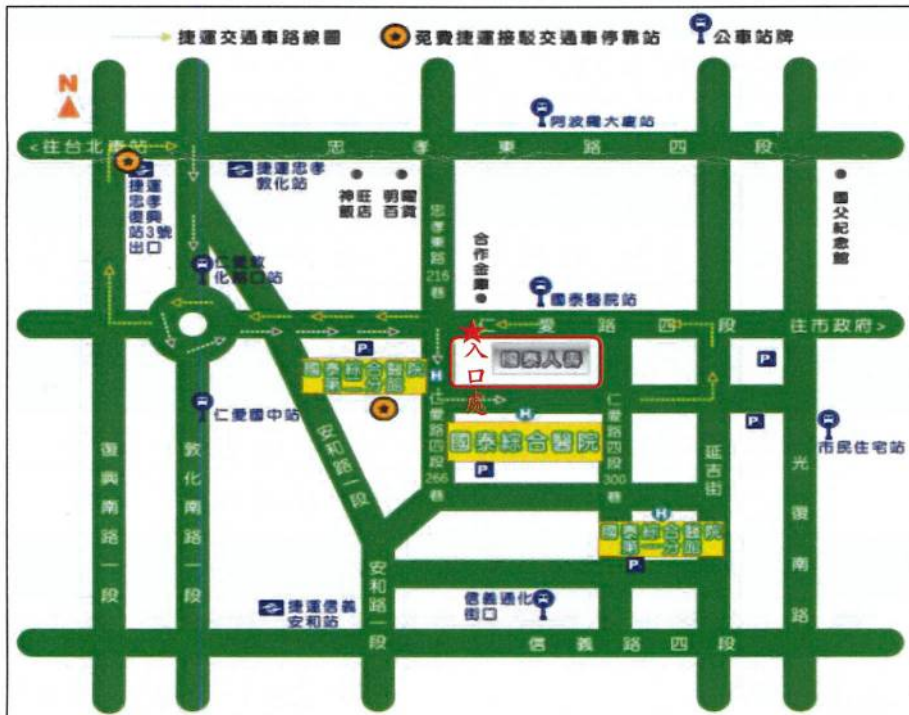 捷運交通車路線圖
免費捷運接駁交通車停靠站
公車站牌
N
阿波羅大廈站
<往台北車站
忠孝東路四段
捷運忠孝復興站3號出口
捷運忠孝
敦化站
神旺
飯店
明曜
百貨
國父紀念館
忠孝東路216巷
合作金庫
仁愛敦
化路口站
國泰醫院站
仁愛路四段
往市政府>
P
國泰人壽
入口處
P
H
國泰綜合醫院
第一分館
仁愛國中站
H
仁愛路四段266巷
仁愛路四段300巷
P
市民住宅站
國泰綜合醫院
P
安和路一段
延吉街
復興南路一段
敦化南路一段
光復南路
H
國泰綜合醫院
第一分館
P
安和路一段
捷運信義
安和站
信義通化
街口
信義路四段